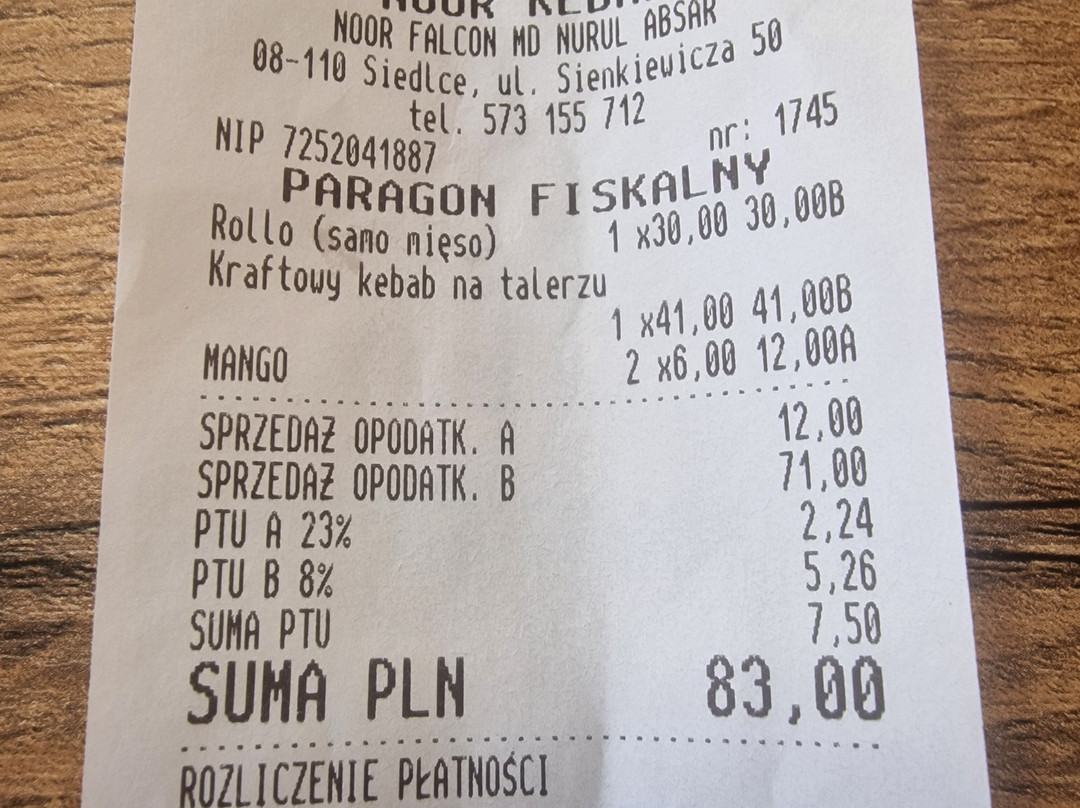 NOOR KEBAB
NOOR FALCON MD NURUL ABSAR
08-110 Siedlce, ul. Sienkiewicza 50
tel. 573 155 712
NIP 7252041887 nr: 1745
PARAGON FISKALNY
Rollo (samo mięso) 1 x30,00 30,00B
Kraftowy kebab na talerzu
1 x41,00 41,00B
MANGO 2 x6,00 12,00A
SPRZEDAŻ OPODATK. A 12,00
SPRZEDAŻ OPODATK. B 71,00
PTU A 23% 2,24
PTU B 8% 5,26
SUMA PTU 7,50
SUMA PLN 83,00
ROZLICZENIE PŁATNOŚCI